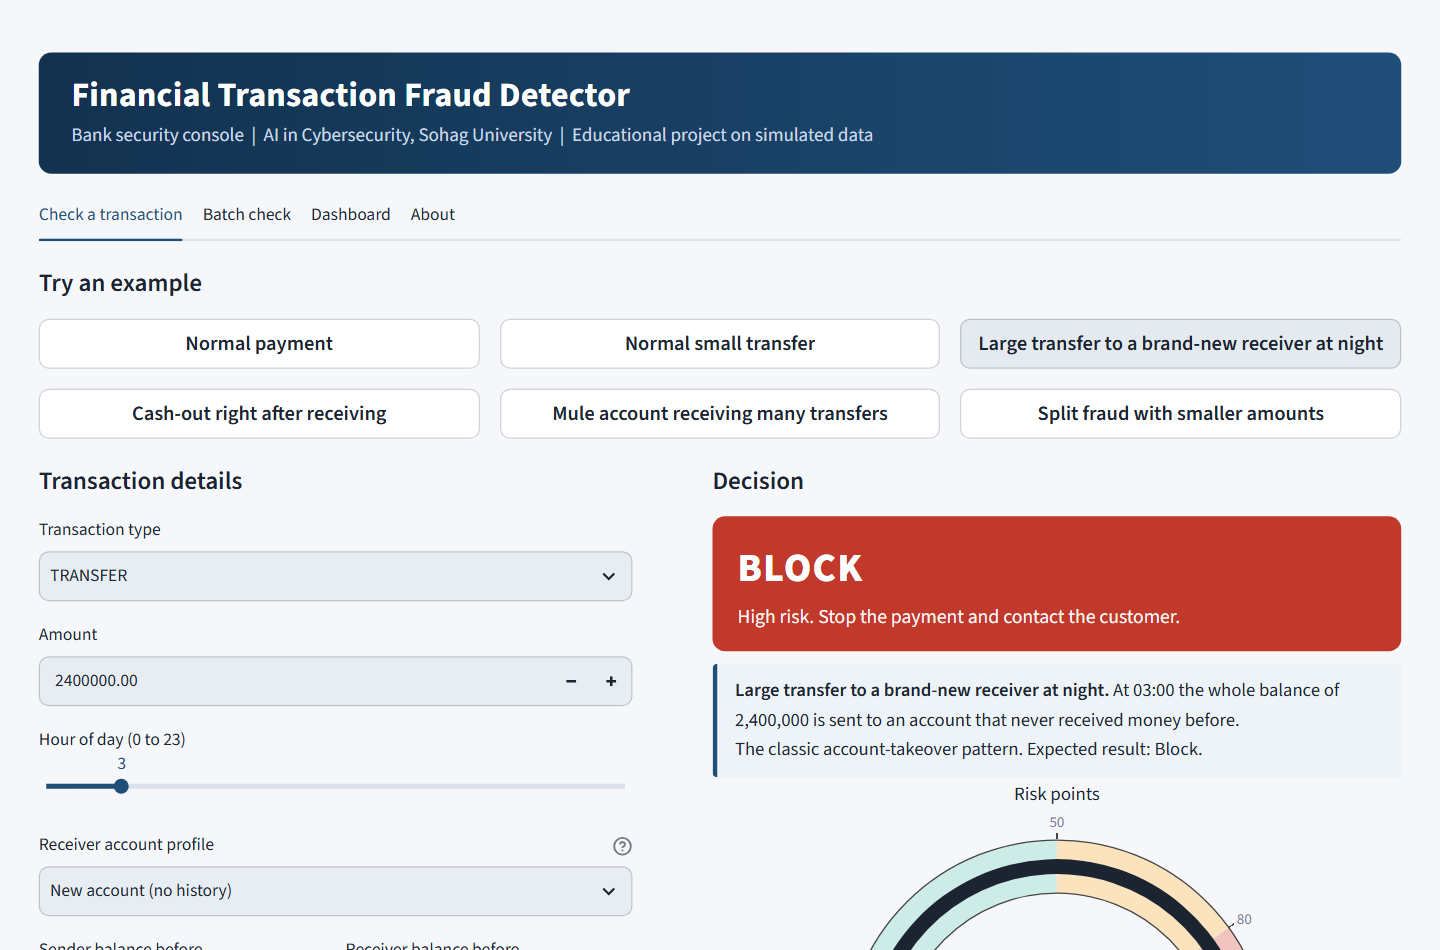 Financial Transaction Fraud Detector
Bank security console | AI in Cybersecurity, Sohag University | Educational project on simulated data
Check a transaction
Batch check
Dashboard
About
Try an example
Normal payment
Normal small transfer
Large transfer to a brand-new receiver at night
Cash-out right after receiving
Mule account receiving many transfers
Split fraud with smaller amounts
Transaction details
Transaction type
TRANSFER
Amount
2400000.00
Hour of day (0 to 23)
3
Receiver account profile
New account (no history)
Sender balance before
Receiver balance before
Decision
BLOCK
High risk. Stop the payment and contact the customer.
Large transfer to a brand-new receiver at night. At 03:00 the whole balance of
2,400,000 is sent to an account that never received money before.
The classic account-takeover pattern. Expected result: Block.
Risk points
50
80